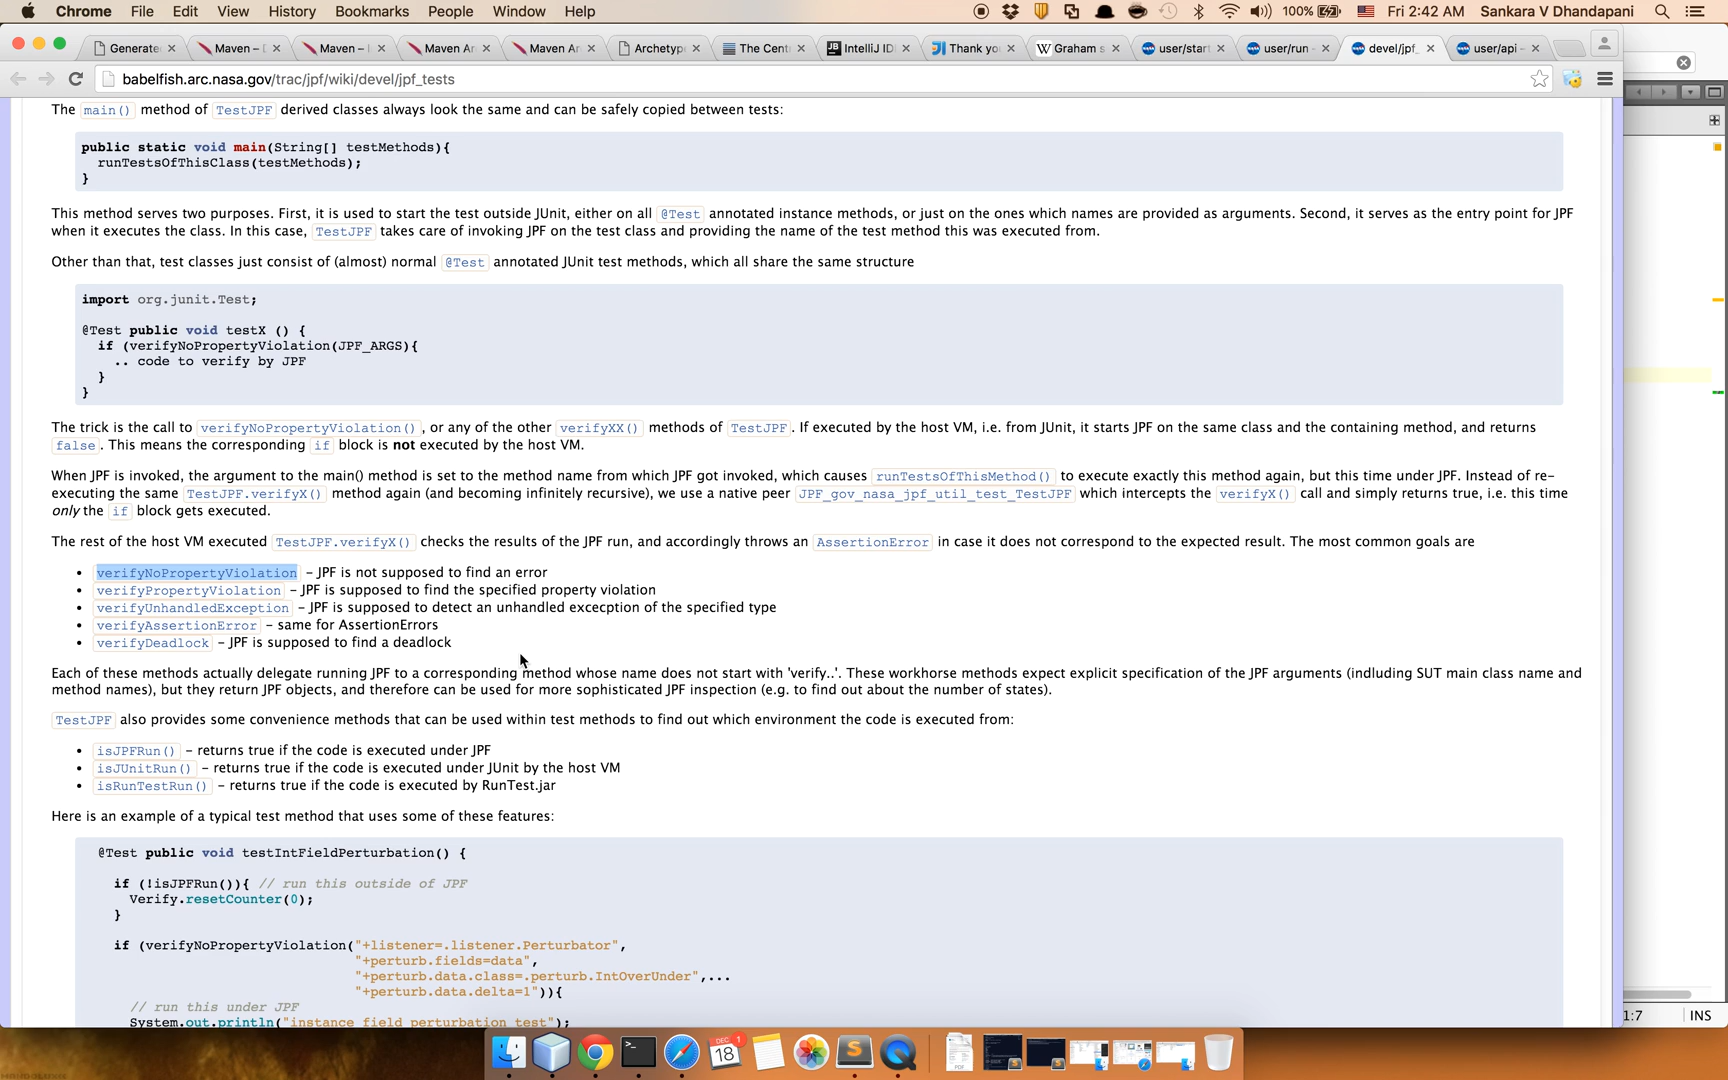 Chrome File Edit View History Bookmarks People Window Help 100% Fri 2:42 AM Sankara V Dhandapani
Generate Maven – Maven – Maven Ar Maven Ar Archetyp The Cent IntelliJ ID Thank yo Graham s user/star user/run – devel/jpf_ user/api –
babelfish.arc.nasa.gov/trac/jpf/wiki/devel/jpf_tests
The main() method of TestJPF derived classes always look the same and can be safely copied between tests:
public static void main(String[] testMethods){
runTestsOfThisClass(testMethods);
}
This method serves two purposes. First, it is used to start the test outside JUnit, either on all @Test annotated instance methods, or just on the ones which names are provided as arguments. Second, it serves as the entry point for JPF
when it executes the class. In this case, TestJPF takes care of invoking JPF on the test class and providing the name of the test method this was executed from.
Other than that, test classes just consist of (almost) normal @Test annotated JUnit test methods, which all share the same structure
import org.junit.Test;
@Test public void testX () {
if (verifyNoPropertyViolation(JPF_ARGS){
.. code to verify by JPF
}
}
The trick is the call to verifyNoPropertyViolation(), or any of the other verifyXX() methods of TestJPF. If executed by the host VM, i.e. from JUnit, it starts JPF on the same class and the containing method, and returns
false. This means the corresponding if block is not executed by the host VM.
When JPF is invoked, the argument to the main() method is set to the method name from which JPF got invoked, which causes runTestsOfThisMethod() to execute exactly this method again, but this time under JPF. Instead of re-
executing the same TestJPF.verifyX() method again (and becoming infinitely recursive), we use a native peer JPF_gov_nasa_jpf_util_test_TestJPF which intercepts the verifyX() call and simply returns true, i.e. this time
only the if block gets executed.
The rest of the host VM executed TestJPF.verifyX() checks the results of the JPF run, and accordingly throws an AssertionError in case it does not correspond to the expected result. The most common goals are
• verifyNoPropertyViolation – JPF is not supposed to find an error
• verifyPropertyViolation – JPF is supposed to find the specified property violation
• verifyUnhandledException – JPF is supposed to detect an unhandled excecption of the specified type
• verifyAssertionError – same for AssertionErrors
• verifyDeadlock – JPF is supposed to find a deadlock
Each of these methods actually delegate running JPF to a corresponding method whose name does not start with 'verify..'. These workhorse methods expect explicit specification of the JPF arguments (indluding SUT main class name and
method names), but they return JPF objects, and therefore can be used for more sophisticated JPF inspection (e.g. to find out about the number of states).
TestJPF also provides some convenience methods that can be used within test methods to find out which environment the code is executed from:
• isJPFRun() – returns true if the code is executed under JPF
• isJUnitRun() – returns true if the code is executed under JUnit by the host VM
• isRunTestRun() – returns true if the code is executed by RunTest.jar
Here is an example of a typical test method that uses some of these features:
@Test public void testIntFieldPerturbation() {
if (!isJPFRun()){ // run this outside of JPF
Verify.resetCounter(0);
}
if (verifyNoPropertyViolation("+listener=.listener.Perturbator",
"+perturb.fields=data",
"+perturb.data.class=.perturb.IntOverUnder",...
"+perturb.data.delta=1")){
// run this under JPF
System.out.println("instance field perturbation test");
1:7 INS
DEC 18